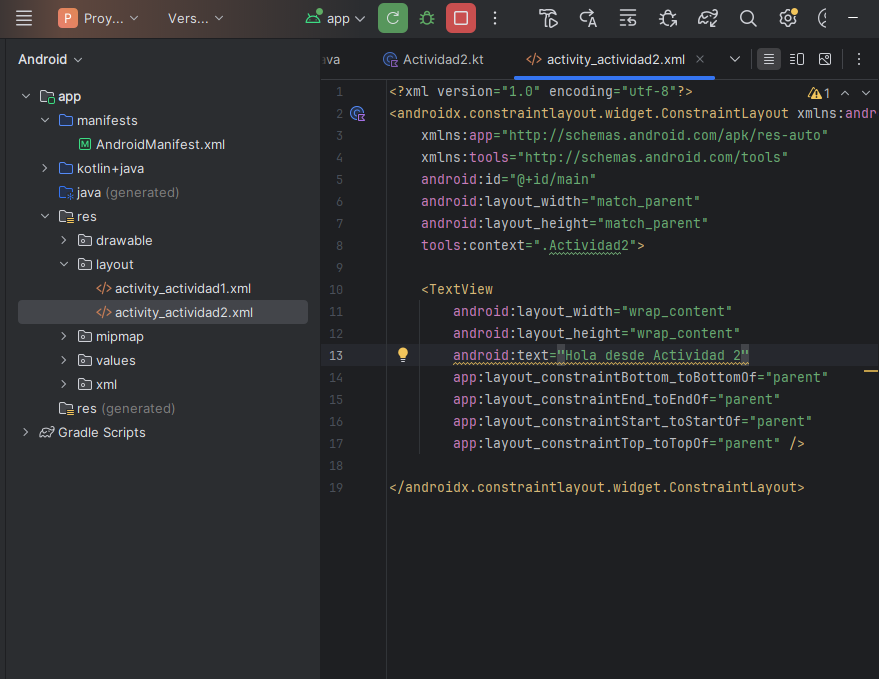 P Proy... Vers... app
Android
app
manifests
AndroidManifest.xml
kotlin+java
java (generated)
res
drawable
layout
activity_actividad1.xml
activity_actividad2.xml
mipmap
values
xml
res (generated)
Gradle Scripts
ava Actividad2.kt activity_actividad2.xml
1 <?xml version="1.0" encoding="utf-8"?> 1
2 <androidx.constraintlayout.widget.ConstraintLayout xmlns:andr
3 xmlns:app="http://schemas.android.com/apk/res-auto"
4 xmlns:tools="http://schemas.android.com/tools"
5 android:id="@+id/main"
6 android:layout_width="match_parent"
7 android:layout_height="match_parent"
8 tools:context=".Actividad2">
9
10 <TextView
11 android:layout_width="wrap_content"
12 android:layout_height="wrap_content"
13 android:text="Hola desde Actividad 2"
14 app:layout_constraintBottom_toBottomOf="parent"
15 app:layout_constraintEnd_toEndOf="parent"
16 app:layout_constraintStart_toStartOf="parent"
17 app:layout_constraintTop_toTopOf="parent" />
18
19 </androidx.constraintlayout.widget.ConstraintLayout>